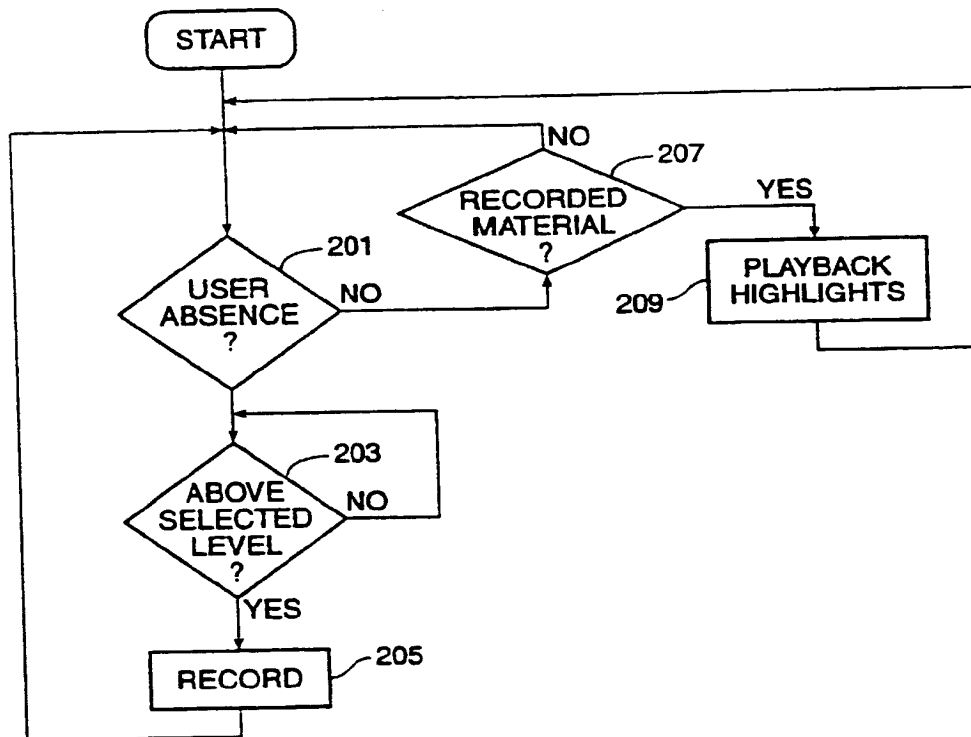 START
NO
207
RECORDED
MATERIAL
?
YES
201
USER
ABSENCE
?
NO
PLAYBACK
HIGHLIGHTS
209
203
ABOVE
SELECTED
LEVEL
?
NO
YES
RECORD
205